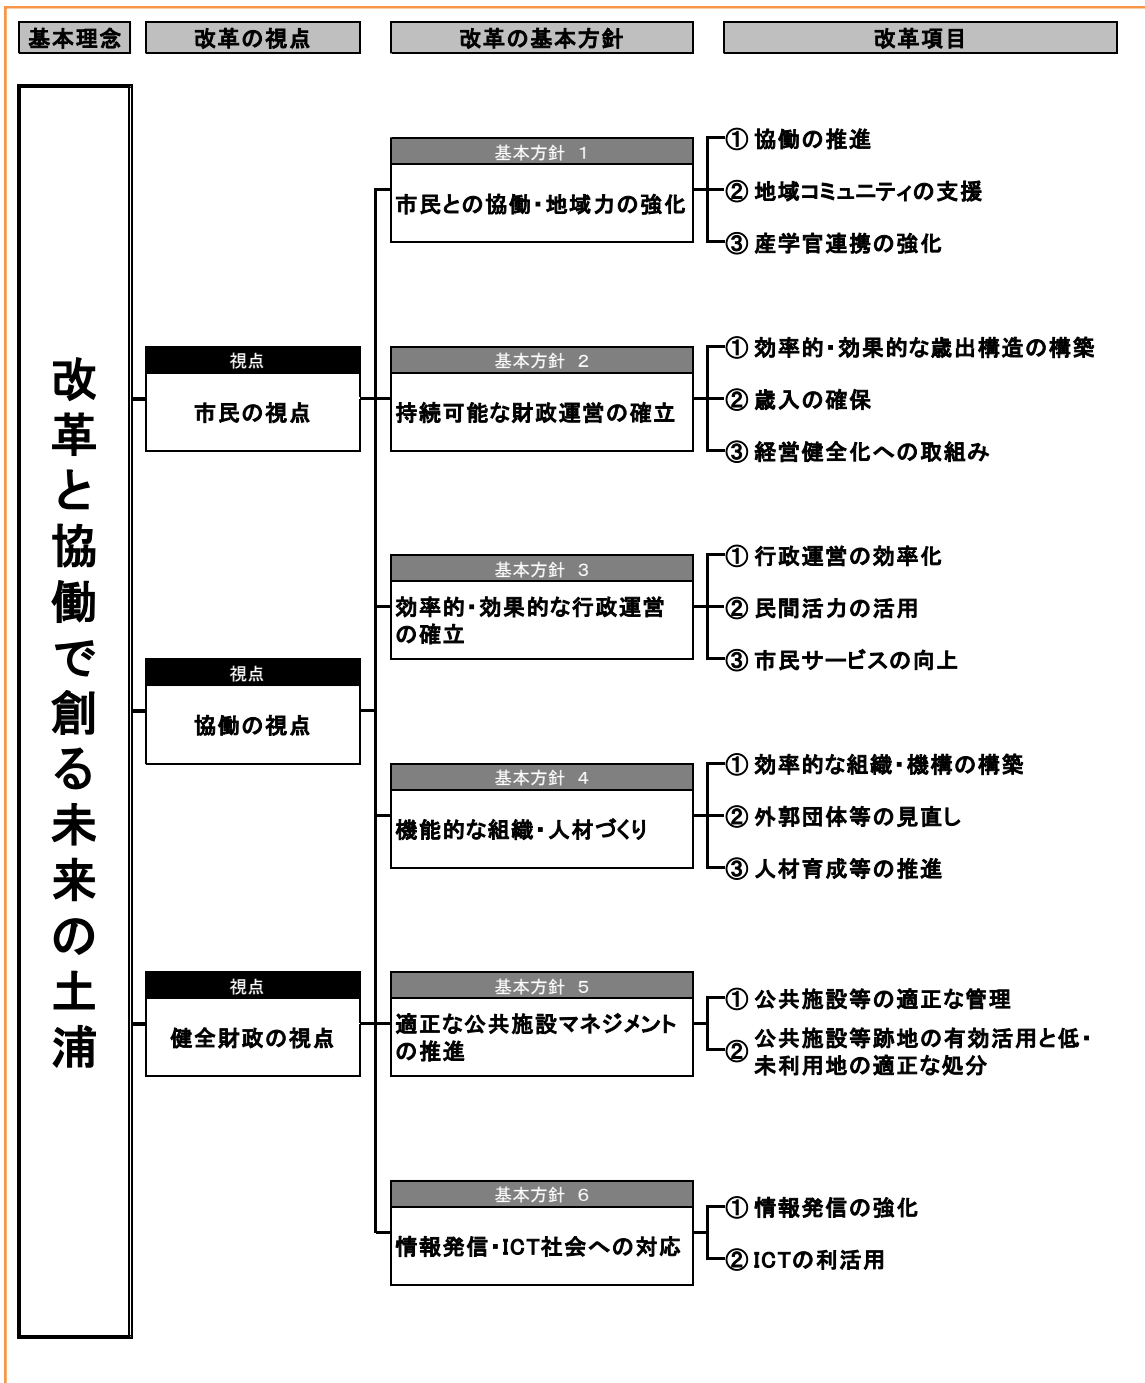 基本理念
改革の視点
改革の基本方針
改革項目
改革と協働で創る未来の土浦
視点
市民の視点
視点
協働の視点
視点
健全財政の視点
基本方針 1
市民との協働・地域力の強化
① 協働の推進
② 地域コミュニティの支援
③ 産学官連携の強化
基本方針 2
持続可能な財政運営の確立
① 効率的・効果的な歳出構造の構築
② 歳入の確保
③ 経営健全化への取組み
基本方針 3
効率的・効果的な行政運営
の確立
① 行政運営の効率化
② 民間活力の活用
③ 市民サービスの向上
基本方針 4
機能的な組織・人材づくり
① 効率的な組織・機構の構築
② 外郭団体等の見直し
③ 人材育成等の推進
基本方針 5
適正な公共施設マネジメント
の推進
① 公共施設等の適正な管理
② 公共施設等跡地の有効活用と低・
未利用地の適正な処分
基本方針 6
情報発信・ICT社会への対応
① 情報発信の強化
② ICTの利活用